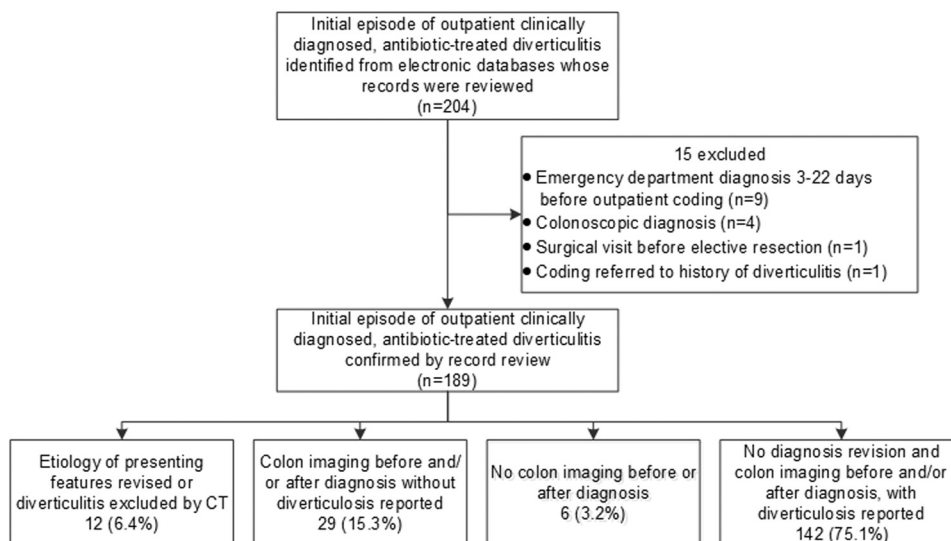 Initial episode of outpatient clinically
diagnosed, antibiotic-treated diverticulitis
identified from electronic databases whose
records were reviewed
(n=204)
15 excluded
● Emergency department diagnosis 3-22 days
before outpatient coding (n=9)
● Colonoscopic diagnosis (n=4)
● Surgical visit before elective resection (n=1)
● Coding referred to history of diverticulitis (n=1)
Initial episode of outpatient clinically
diagnosed, antibiotic-treated diverticulitis
confirmed by record review
(n=189)
Etiology of presenting
features revised or
diverticulitis excluded by CT
12 (6.4%)
Colon imaging before and/
or after diagnosis without
diverticulosis reported
29 (15.3%)
No colon imaging before or
after diagnosis
6 (3.2%)
No diagnosis revision and
colon imaging before and/or
after diagnosis, with
diverticulosis reported
142 (75.1%)